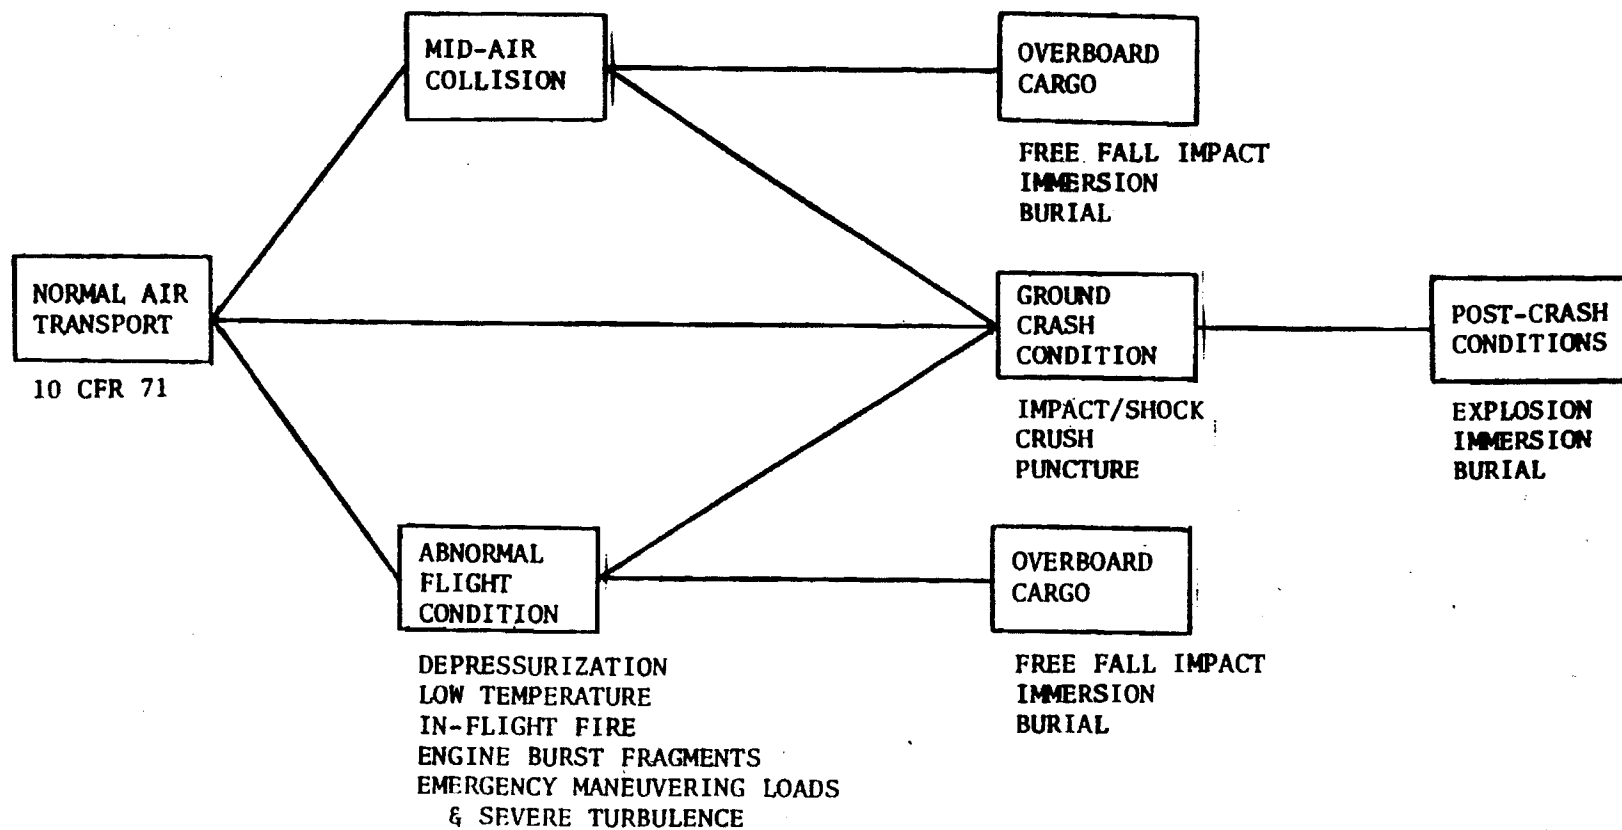 MID-AIR
COLLISION
OVERBOARD
CARGO
FREE FALL IMPACT
IMMERSION
BURIAL
NORMAL AIR
TRANSPORT
10 CFR 71
GROUND
CRASH
CONDITION
IMPACT/SHOCK
CRUSH
PUNCTURE
POST-CRASH
CONDITIONS
EXPLOSION
IMMERSION
BURIAL
ABNORMAL
FLIGHT
CONDITION
DEPRESSURIZATION
LOW TEMPERATURE
IN-FLIGHT FIRE
ENGINE BURST FRAGMENTS
EMERGENCY MANEUVERING LOADS
& SEVERE TURBULENCE
OVERBOARD
CARGO
FREE FALL IMPACT
IMMERSION
BURIAL